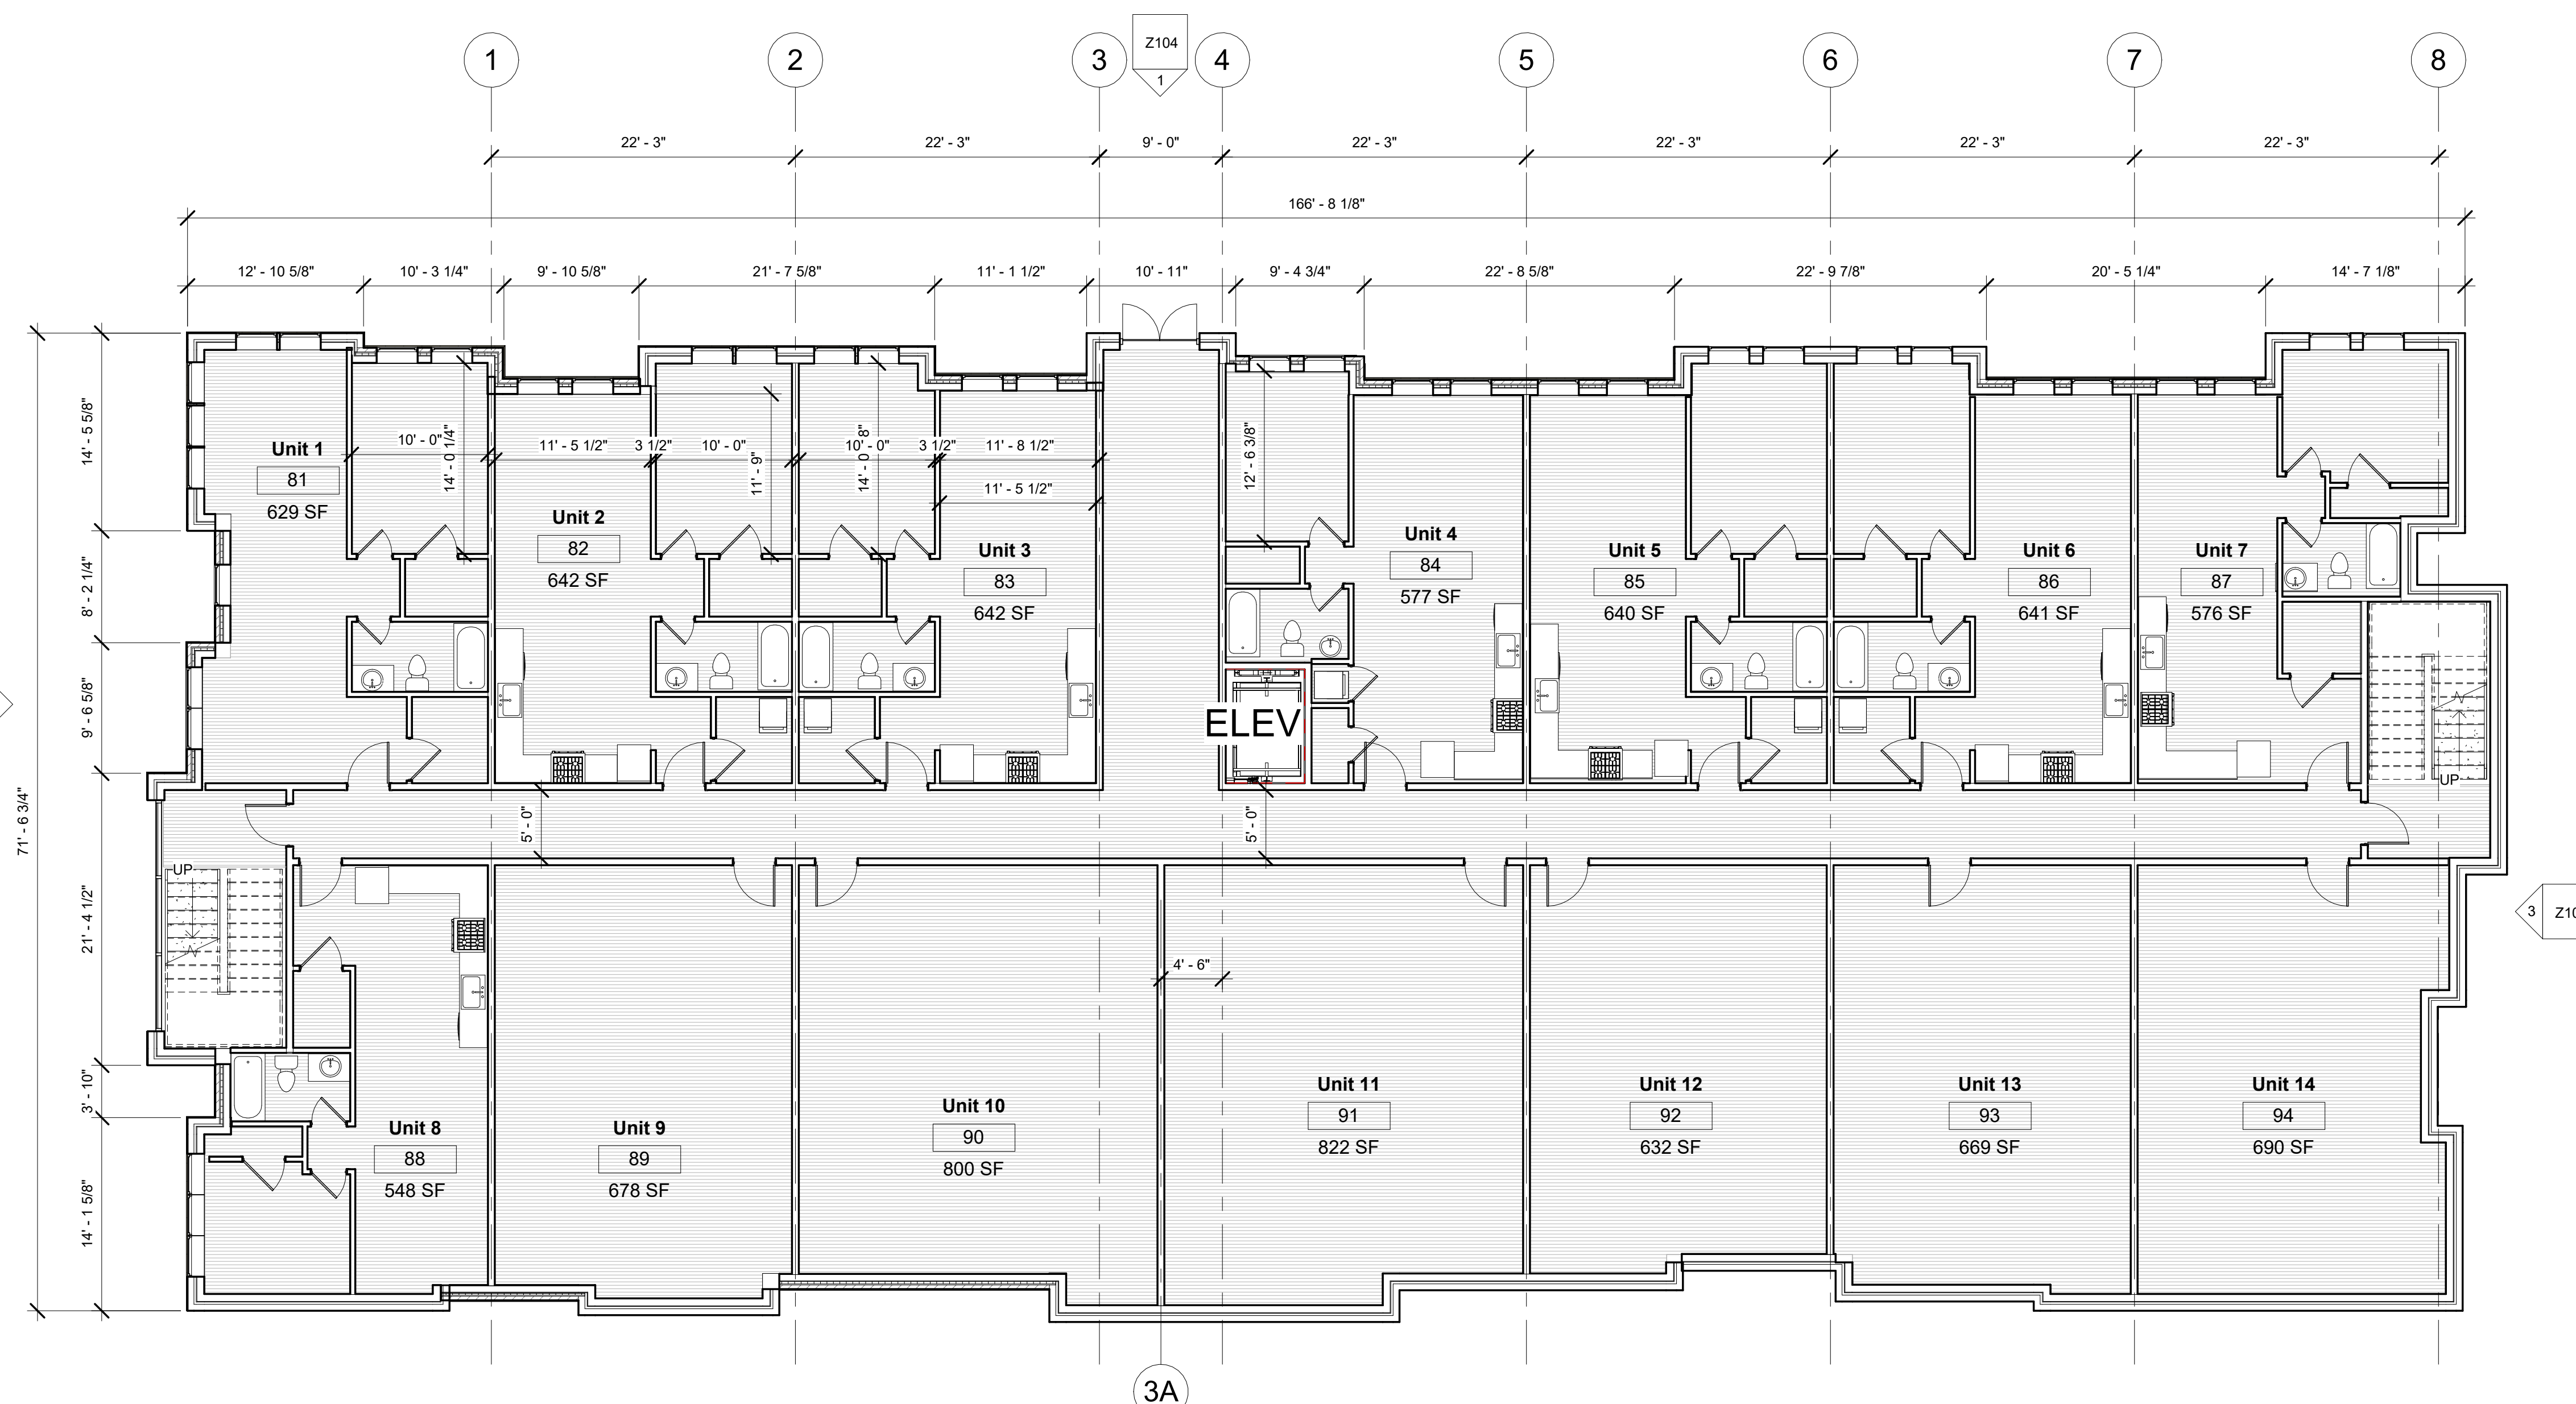 Z104
1
1
2
3
4
5
6
7
8
22' - 3"
22' - 3"
9' - 0"
22' - 3"
22' - 3"
22' - 3"
22' - 3"
166' - 8 1/8"
12' - 10 5/8"
10' - 3 1/4"
9' - 10 5/8"
21' - 7 5/8"
11' - 1 1/2"
10' - 11"
9' - 4 3/4"
22' - 8 5/8"
22' - 9 7/8"
20' - 5 1/4"
14' - 7 1/8"
71' - 6 3/4"
14' - 5 5/8"
8' - 2 1/4"
9' - 6 5/8"
21' - 4 1/2"
3' - 10"
14' - 1 5/8"
Unit 1
81
629 SF
10' - 0"
14' - 0 1/4"
11' - 5 1/2"
3 1/2"
10' - 0"
11' - 9"
10' - 0"
3 1/2"
11' - 8 1/2"
11' - 5 1/2"
12' - 6 3/8"
Unit 2
82
642 SF
Unit 3
83
642 SF
Unit 4
84
577 SF
Unit 5
85
640 SF
Unit 6
86
641 SF
Unit 7
87
576 SF
ELEV
UP
5' - 0"
5' - 0"
UP
4' - 6"
3
Unit 8
88
548 SF
Unit 9
89
678 SF
Unit 10
90
800 SF
Unit 11
91
822 SF
Unit 12
92
632 SF
Unit 13
93
669 SF
Unit 14
94
690 SF
3A